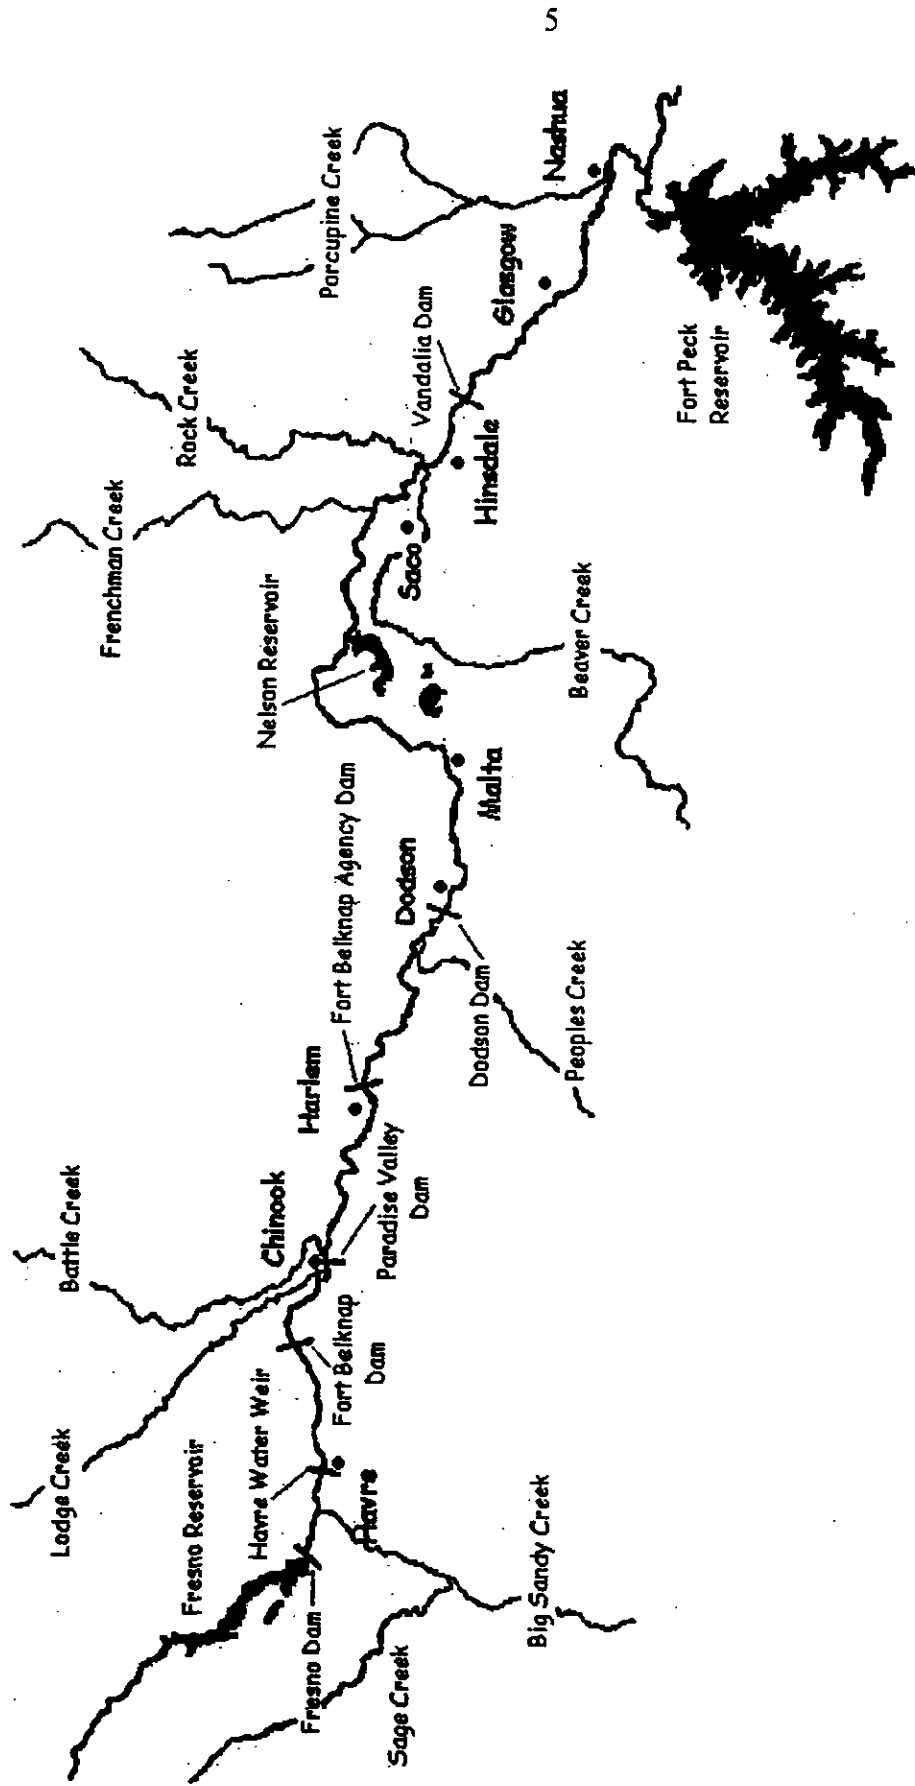 5
Lodge Creek
Battle Creek
Frenchman Creek
Rock Creek
Porcupine Creek
Fresno Reservoir
Havre Water Weir
Chinook
Harlem
Fort Belknap Agency Dam
Nelson Reservoir
Vandalia Dam
Glasgow
Nashua
Fresno Dam
Havre
Fort Belknap
Dam
Paradise Valley
Dam
Dodson
Malta
Saco
Hinsdale
Sage Creek
Big Sandy Creek
Dodson Dam
Peoples Creek
Beaver Creek
Fort Peck
Reservoir